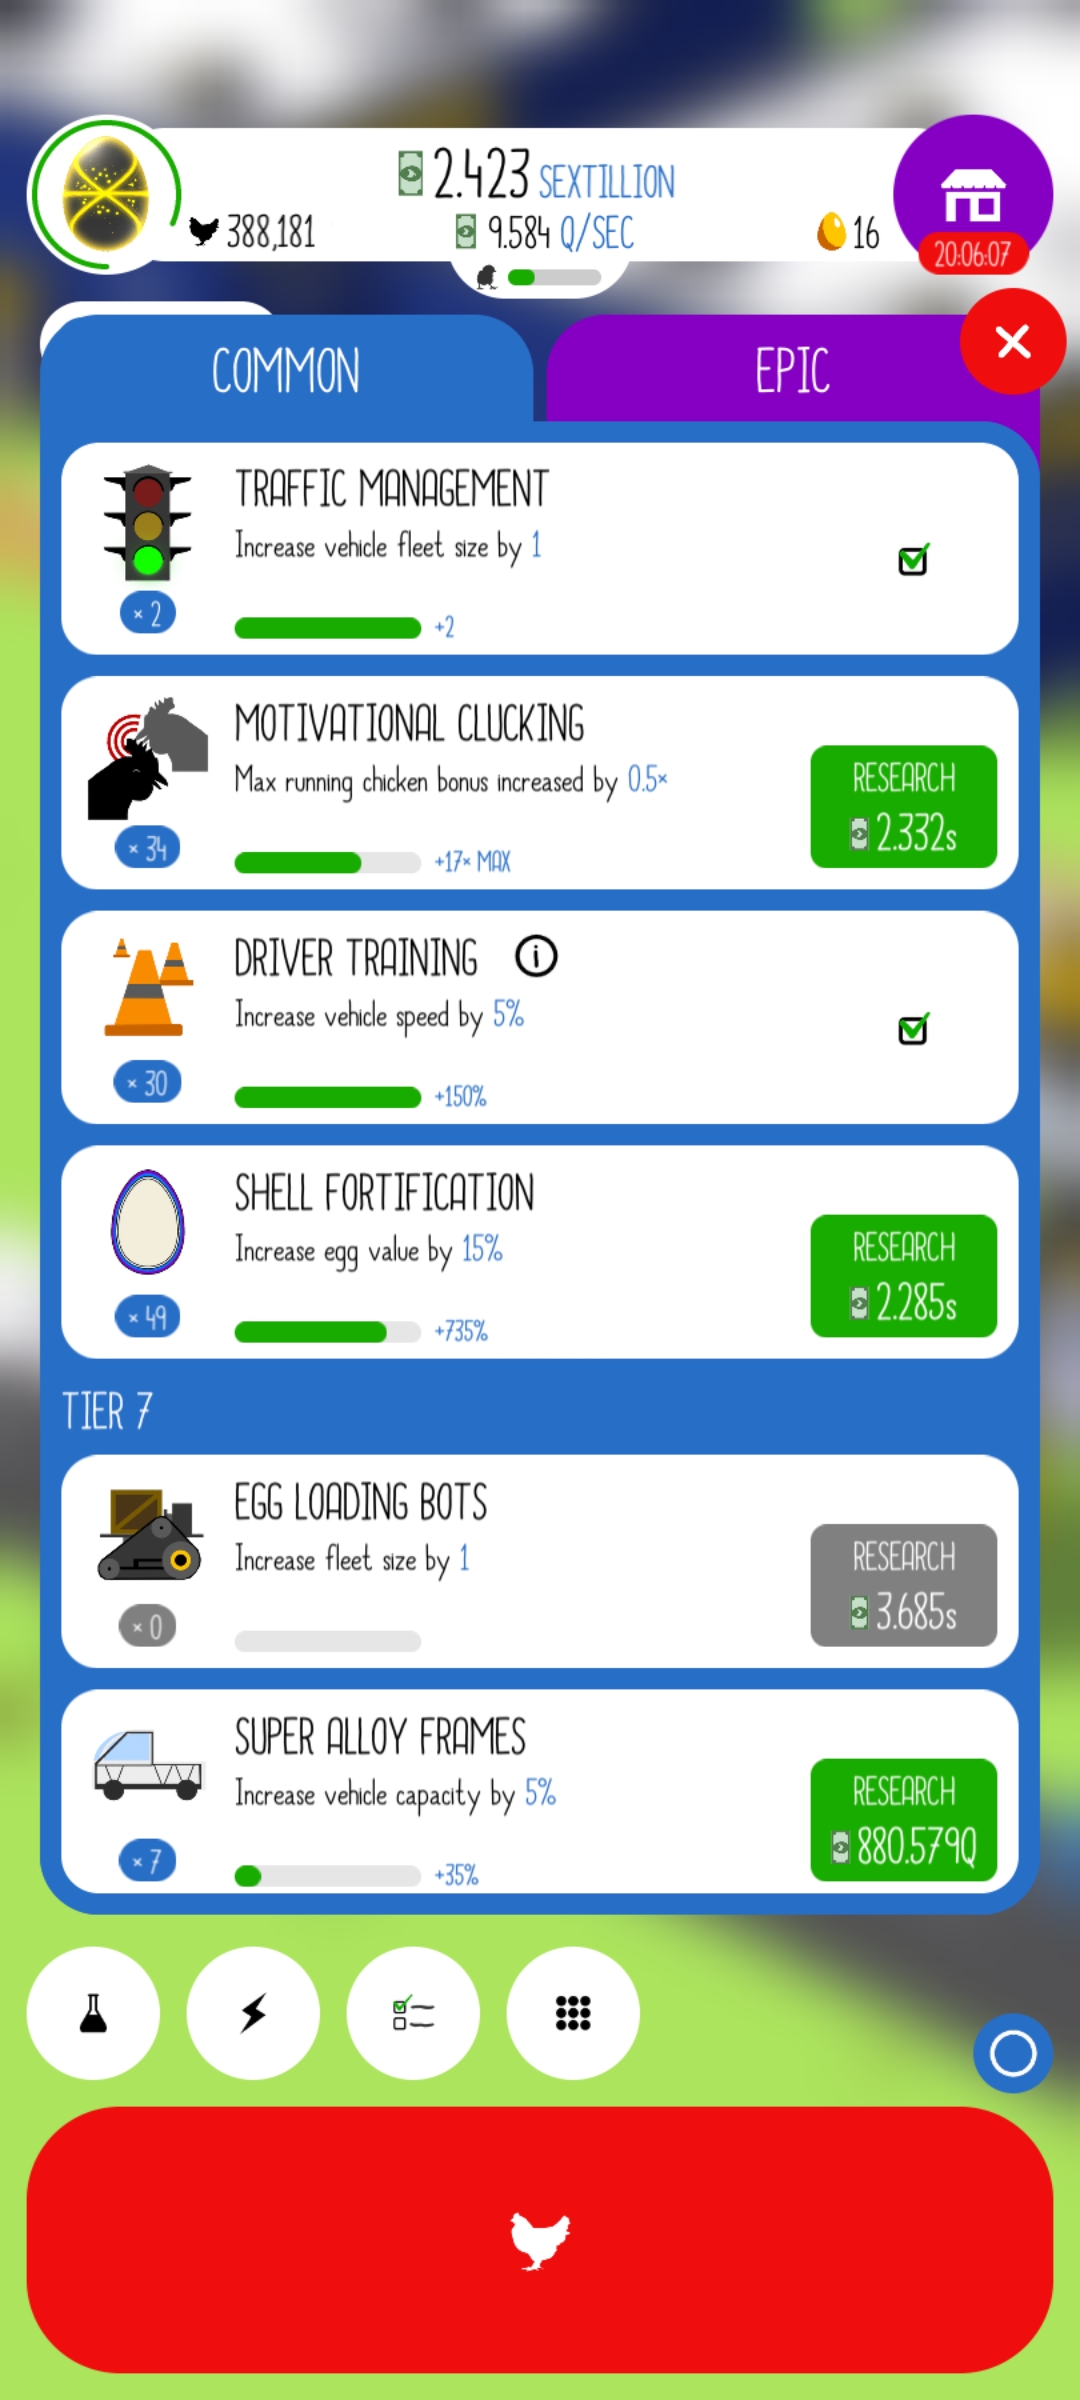 2.423 SEXTILLION
388,181
9.584 Q/SEC
16
20:06:07
COMMON
EPIC
TRAFFIC MANAGEMENT
Increase vehicle fleet size by 1
× 2
+2
MOTIVATIONAL CLUCKING
Max running chicken bonus increased by 0.5×
RESEARCH
2.332s
× 34
+17× MAX
DRIVER TRAINING
i
Increase vehicle speed by 5%
× 30
+150%
SHELL FORTIFICATION
Increase egg value by 15%
RESEARCH
2.285s
× 49
+735%
TIER 7
EGG LOADING BOTS
Increase fleet size by 1
RESEARCH
3.685s
× 0
SUPER ALLOY FRAMES
Increase vehicle capacity by 5%
RESEARCH
880.579Q
× 7
+35%